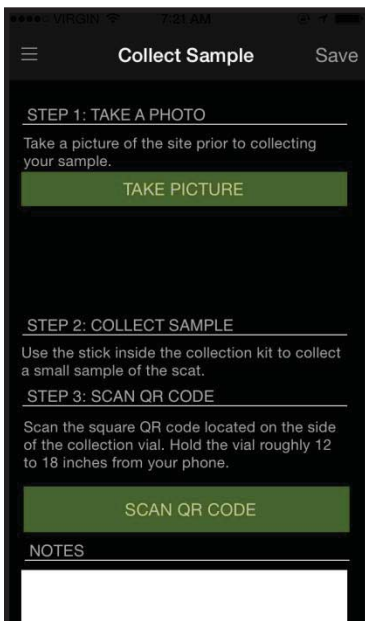 VIRGIN 7:21 AM
Collect Sample Save
STEP 1: TAKE A PHOTO
Take a picture of the site prior to collecting
your sample.
TAKE PICTURE
STEP 2: COLLECT SAMPLE
Use the stick inside the collection kit to collect
a small sample of the scat.
STEP 3: SCAN QR CODE
Scan the square QR code located on the side
of the collection vial. Hold the vial roughly 12
to 18 inches from your phone.
SCAN QR CODE
NOTES